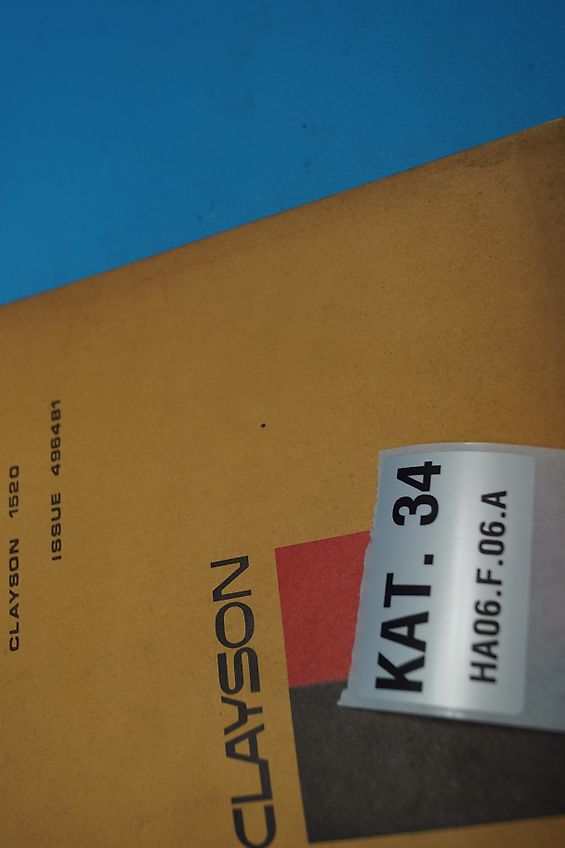 CLAYSON 1520
ISSUE 496481
CLAYSON
KAT. 34
HA06.F.06.A